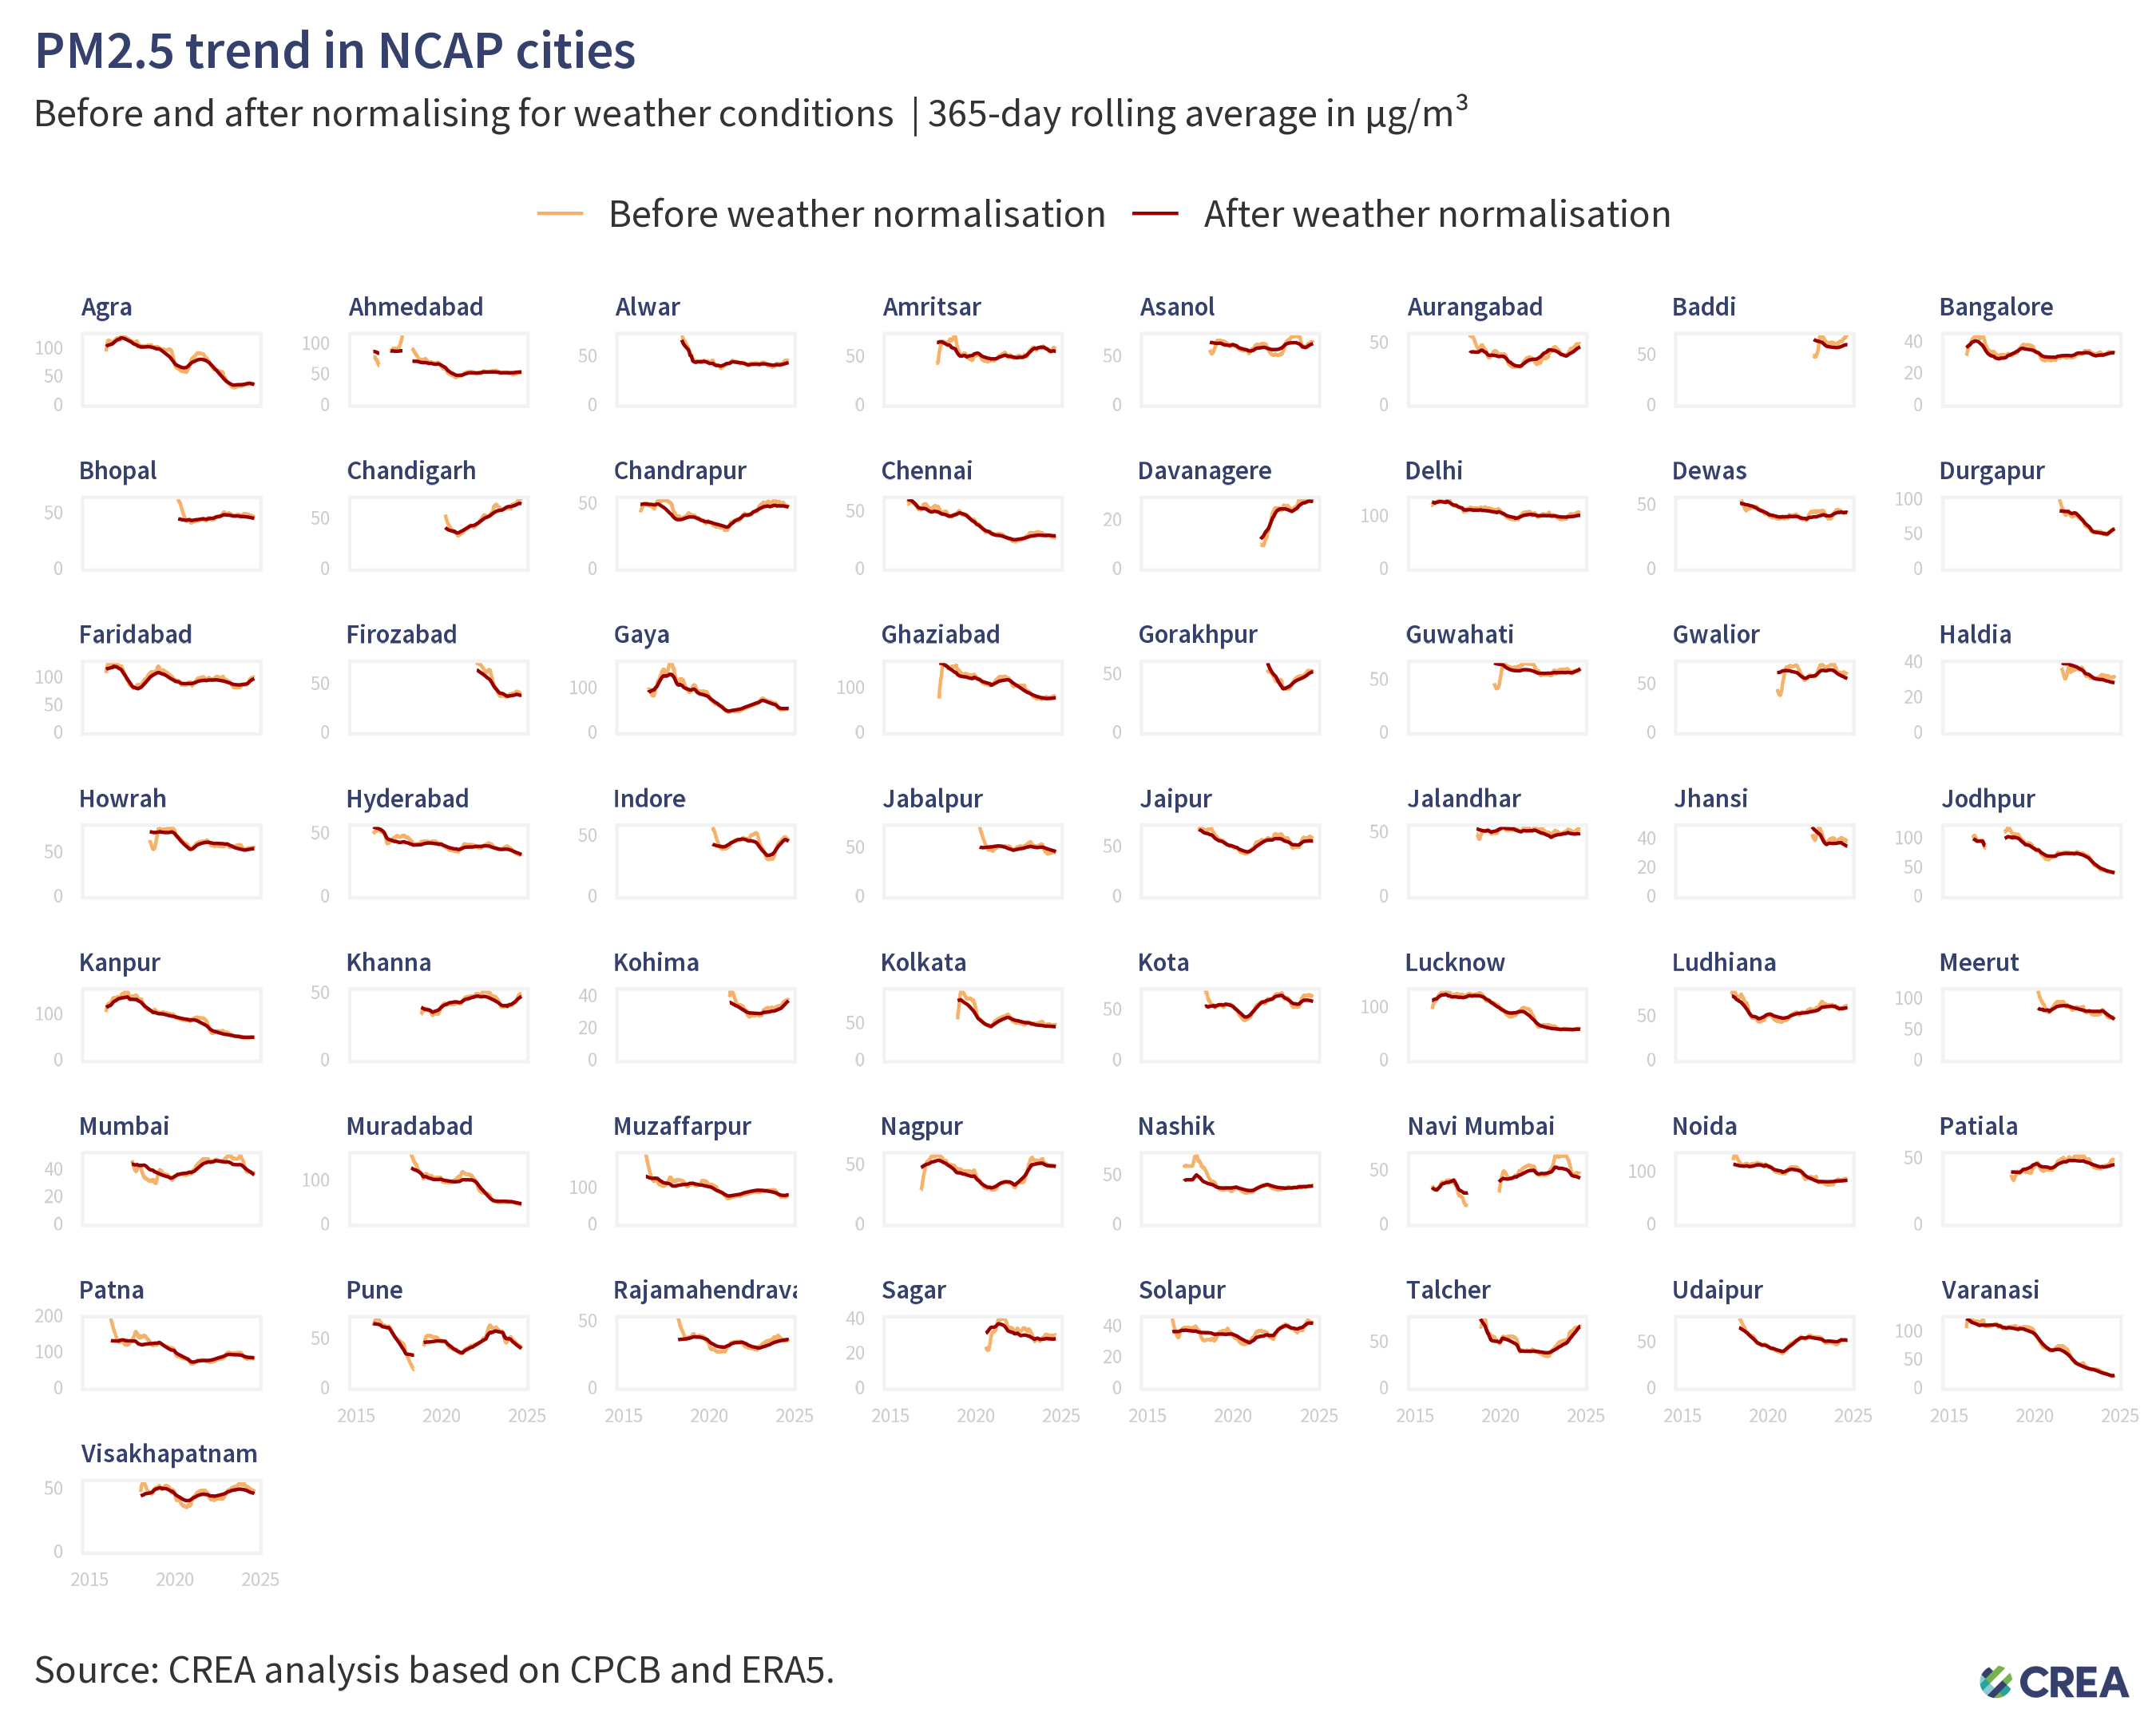 PM2.5 trend in NCAP cities
Before and after normalising for weather conditions | 365-day rolling average in µg/m³
Before weather normalisation After weather normalisation
Agra Ahmedabad Alwar Amritsar Asanol Aurangabad Baddi Bangalore
100 50 0 100 50 0 50 0 50 0 50 0 50 0 50 0 40 20 0
Bhopal Chandigarh Chandrapur Chennai Davanagere Delhi Dewas Durgapur
50 0 50 0 50 0 50 0 20 0 100 0 50 0 100 50 0
Faridabad Firozabad Gaya Ghaziabad Gorakhpur Guwahati Gwalior Haldia
100 50 0 50 0 100 0 100 0 50 0 50 0 50 0 40 20 0
Howrah Hyderabad Indore Jabalpur Jaipur Jalandhar Jhansi Jodhpur
50 0 50 0 50 0 50 0 50 0 50 0 40 20 0 100 50 0
Kanpur Khanna Kohima Kolkata Kota Lucknow Ludhiana Meerut
100 0 50 0 40 20 0 50 0 50 0 100 0 50 0 100 50 0
Mumbai Muradabad Muzaffarpur Nagpur Nashik Navi Mumbai Noida Patiala
40 20 0 100 0 100 0 50 0 50 0 50 0 100 0 50 0
Patna Pune Rajamahendrava Sagar Solapur Talcher Udaipur Varanasi
200 100 0 50 0 50 0 40 20 0 40 20 0 50 0 50 0 100 50 0
2015 2020 2025 2015 2020 2025 2015 2020 2025 2015 2020 2025 2015 2020 2025 2015 2020 2025 2015 2020 2025
Visakhapatnam
50 0
2015 2020 2025
Source: CREA analysis based on CPCB and ERA5.
CREA